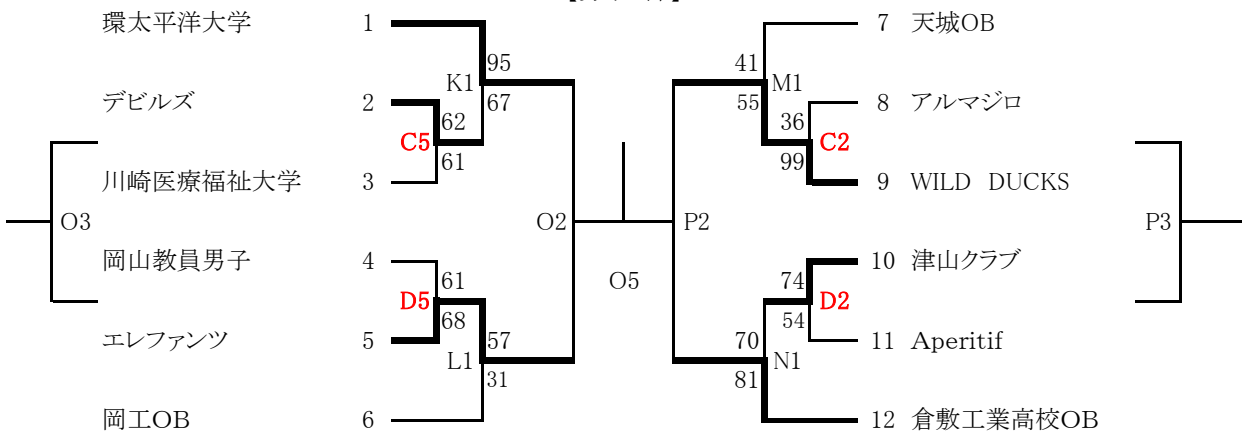 環太平洋大学 1
95
K1
67
デビルズ 2
62
C5
61
川崎医療福祉大学 3
O3
O2
岡山教員男子 4
61
D5
68
エレファンツ 5
57
L1
31
岡工OB 6
O5
7 天城OB
41
M1
55
8 アルマジロ
36
C2
99
9 WILD DUCKS
P2
P3
10 津山クラブ
74
D2
54
11 Aperitif
70
N1
81
12 倉敷工業高校OB